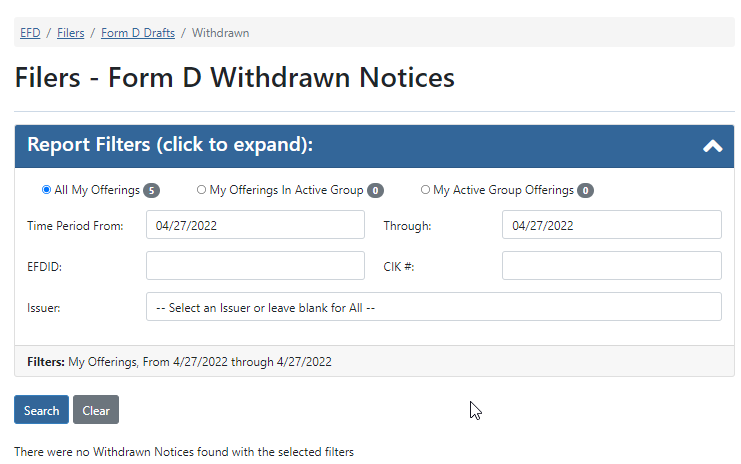 EFD / Filers / Form D Drafts / Withdrawn
Filers - Form D Withdrawn Notices
Report Filters (click to expand):
All My Offerings 5 My Offerings In Active Group 0 My Active Group Offerings 0
Time Period From: 04/27/2022 Through: 04/27/2022
EFDID: CIK #:
Issuer: -- Select an Issuer or leave blank for All --
Filters: My Offerings, From 4/27/2022 through 4/27/2022
Search Clear
There were no Withdrawn Notices found with the selected filters